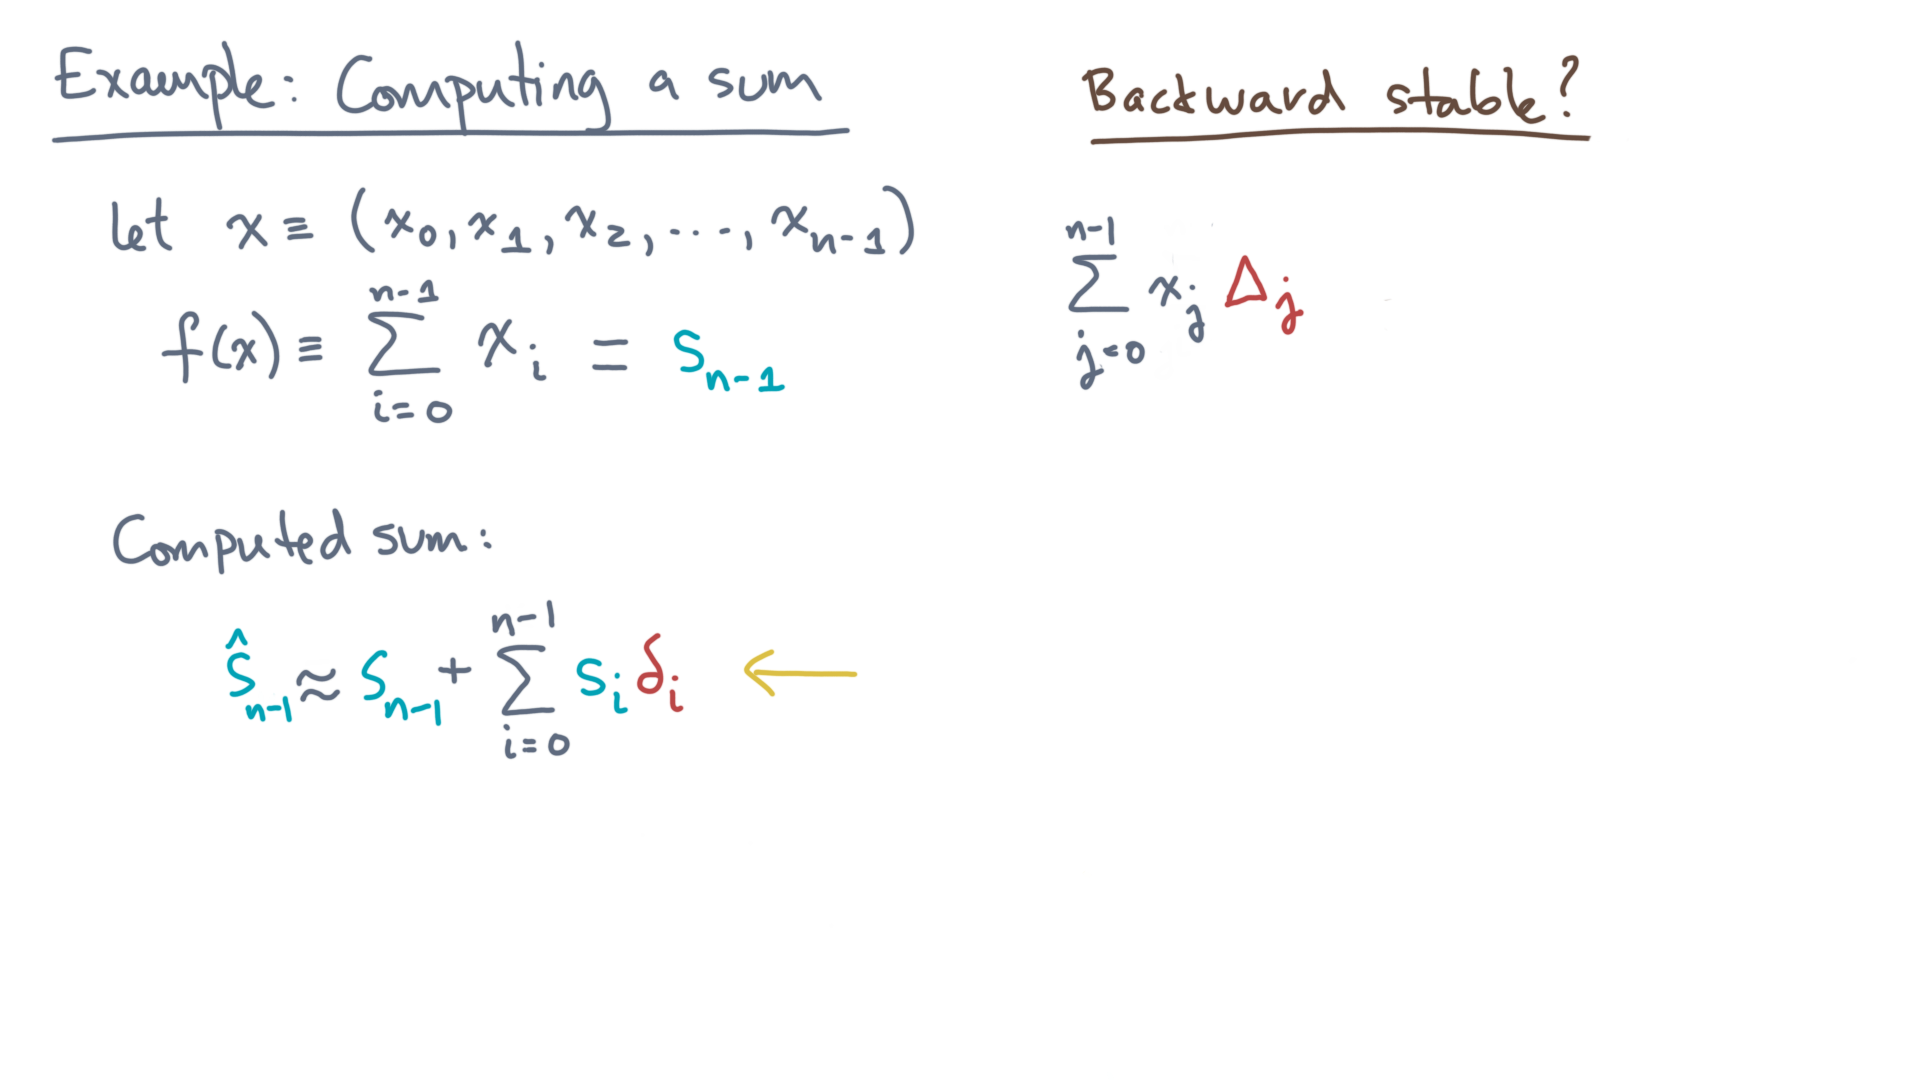 Example: Computing a sum
let x ≡ (x₀, x₁, x₂, ..., xₙ₋₁)
n-1
f(x) ≡ ∑ xᵢ = sₙ₋₁
i=0
Computed sum:
n-1
ŝₙ₋₁ ≈ sₙ₋₁ + ∑ sᵢ δᵢ ←
i=0
Backward stable?
n-1
∑ xⱼ Δⱼ
j=0